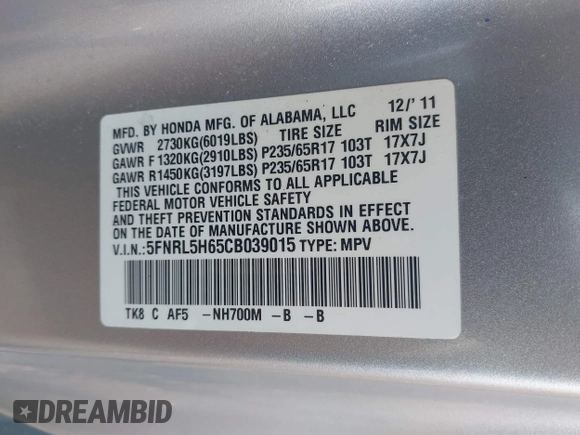 MFD. BY HONDA MFG. OF ALABAMA, LLC 12/'11
GVWR 2730KG(6019LBS) TIRE SIZE RIM SIZE
GAWR F 1320KG(2910LBS) P235/65R17 103T 17X7J
GAWR R1450KG(3197LBS) P235/65R17 103T 17X7J
THIS VEHICLE CONFORMS TO ALL APPLICABLE
FEDERAL MOTOR VEHICLE SAFETY, BUMPER,
AND THEFT PREVENTION STANDARDS IN EFFECT
ON THE DATE OF MANUFACTURE SHOWN ABOVE.
V.I.N.:5FNRL5H65CB039015 TYPE: MPV
TK8 C AF5 -NH700M -B -B
DREAMBID